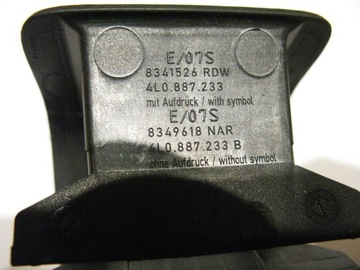 E/07S
8341526 RDW
4L0.887.233
mit Aufdruck / with symbol
E/07S
8349618 NAR
4L0.887.233 B
ohne Aufdruck / without symbol